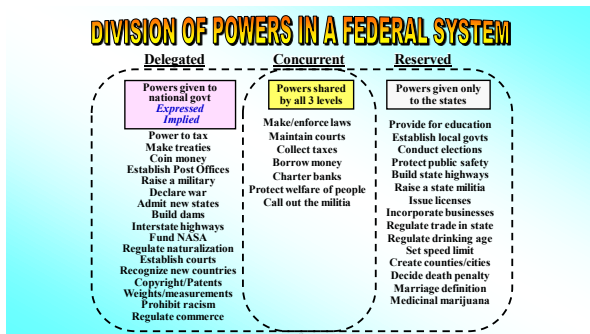 DIVISION OF POWERS IN A FEDERAL SYSTEM
Delegated
Powers given to
national govt
Expressed
Implied
Power to tax
Make treaties
Coin money
Establish Post Offices
Raise a military
Declare war
Admit new states
Build dams
Interstate highways
Fund NASA
Regulate naturalization
Establish courts
Recognize new countries
Copyright/Patents
Weights/measurements
Prohibit racism
Regulate commerce
Concurrent
Powers shared
by all 3 levels
Make/enforce laws
Maintain courts
Collect taxes
Borrow money
Charter banks
Protect welfare of people
Call out the militia
Reserved
Powers given only
to the states
Provide for education
Establish local govts
Conduct elections
Protect public safety
Build state highways
Raise a state militia
Issue licenses
Incorporate businesses
Regulate trade in state
Regulate drinking age
Set speed limit
Create counties/cities
Decide death penalty
Marriage definition
Medicinal marijuana